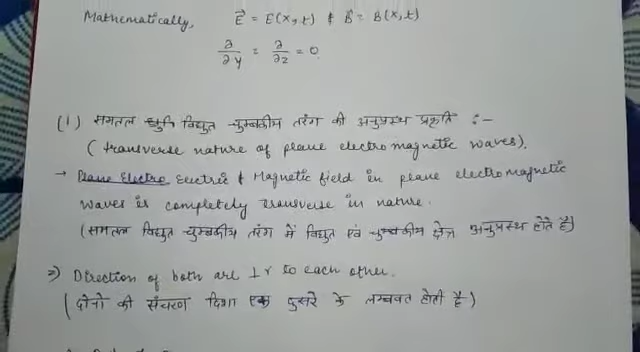 Mathematically, E⃗ = E(x,t) & B⃗ = B(x,t)
∂/∂y = ∂/∂z = 0
(1) समतल विद्युत चुम्बकीय तरंग की अनुप्रस्थ प्रकृति :-
(transverse nature of plane electromagnetic waves).
→ Plane Electro Electric & Magnetic field in plane electromagnetic
waves is completely transverse in nature.
(समतल विद्युत चुम्बकीय तरंग में विद्युत एवं चुम्बकीय क्षेत्र अनुप्रस्थ होते है)
=) Direction of both are ⊥r to each other.
(दोनो की संचरण दिशा एक दुसरे के लम्बवत होती है)